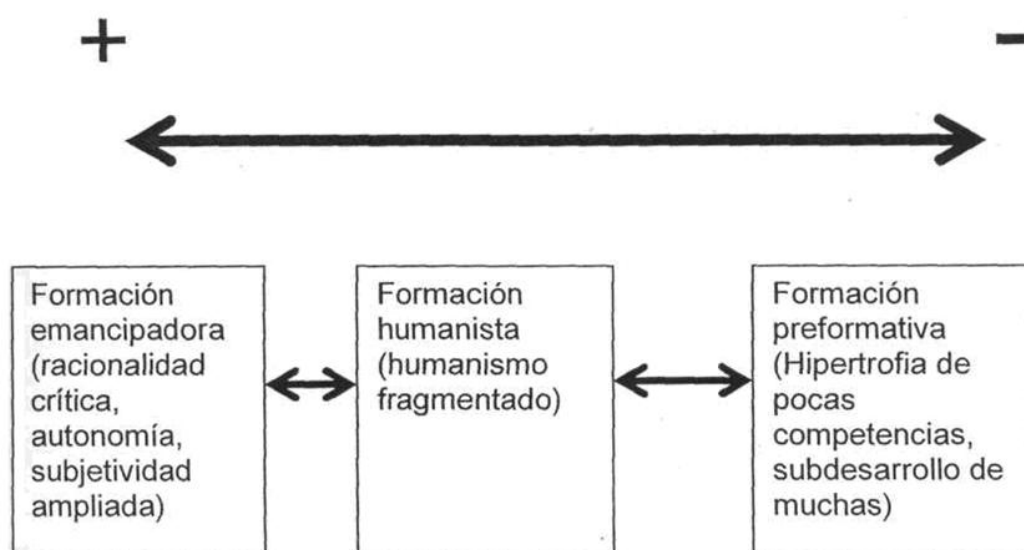 +
-
Formación
emancipadora
(racionalidad
crítica,
autonomía,
subjetividad
ampliada)
Formación
humanista
(humanismo
fragmentado)
Formación
preformativa
(Hipertrofia de
pocas
competencias,
subdesarrollo de
muchas)